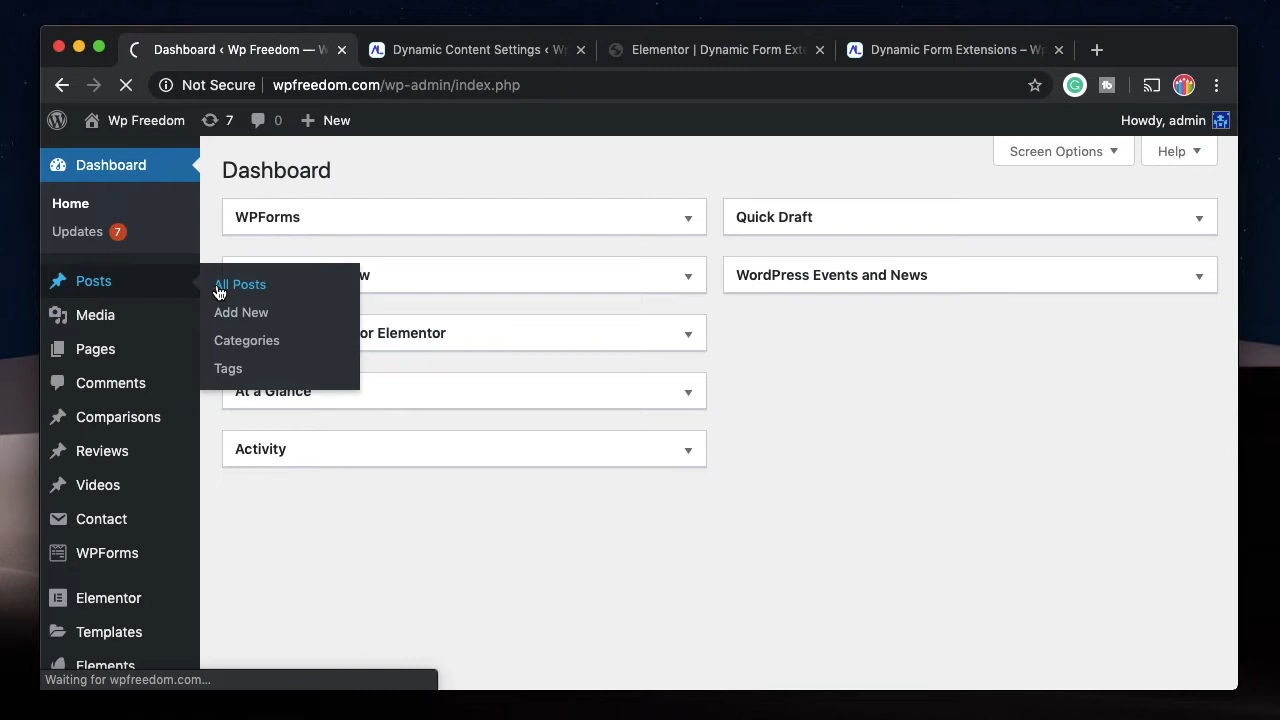 Dashboard ‹ Wp Freedom — W
Dynamic Content Settings ‹ W
Elementor | Dynamic Form Exte
Dynamic Form Extensions – Wp
Not Secure
wpfreedom.com/wp-admin/index.php
Wp Freedom
7
0
New
Howdy, admin
Dashboard
Home
Updates 7
Posts
Media
Pages
Comments
Comparisons
Reviews
Videos
Contact
WPForms
Elementor
Templates
Elements
All Posts
Add New
Categories
Tags
Screen Options
Help
Dashboard
WPForms
or Elementor
At a Glance
Activity
Quick Draft
WordPress Events and News
Waiting for wpfreedom.com...